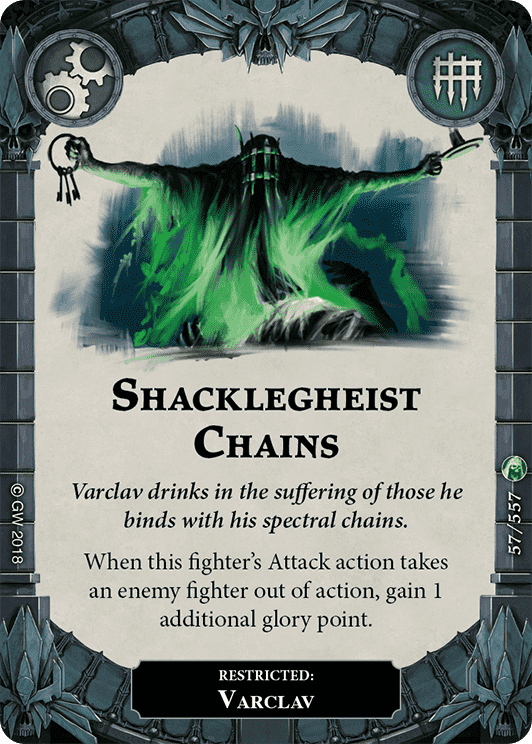 Shacklegheist
Chains
Varclav drinks in the suffering of those he
binds with his spectral chains.
When this fighter's Attack action takes
an enemy fighter out of action, gain 1
additional glory point.
© GW 2018
57/557
RESTRICTED:
Varclav